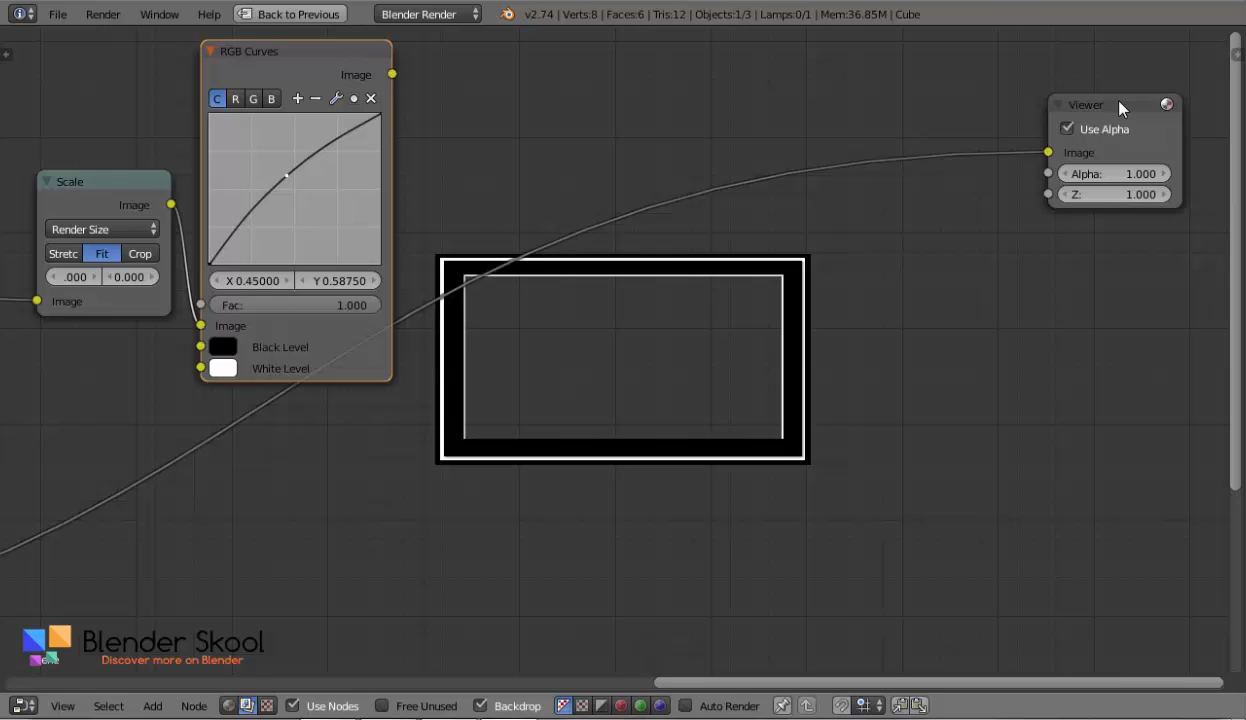 File Render Window Help Back to Previous Blender Render v2.74 | Verts:8 | Faces:6 | Tris:12 | Objects:1/3 | Lamps:0/1 | Mem:36.85M | Cube
RGB Curves
Image
C R G B
X 0.45000 Y 0.58750
Fac: 1.000
Image
Black Level
White Level
Scale
Image
Render Size
Stretc Fit Crop
.000 0.000
Image
Viewer
Use Alpha
Image
Alpha: 1.000
Z: 1.000
Blender Skool
Discover more on Blender
View Select Add Node Use Nodes Free Unused Backdrop Auto Render